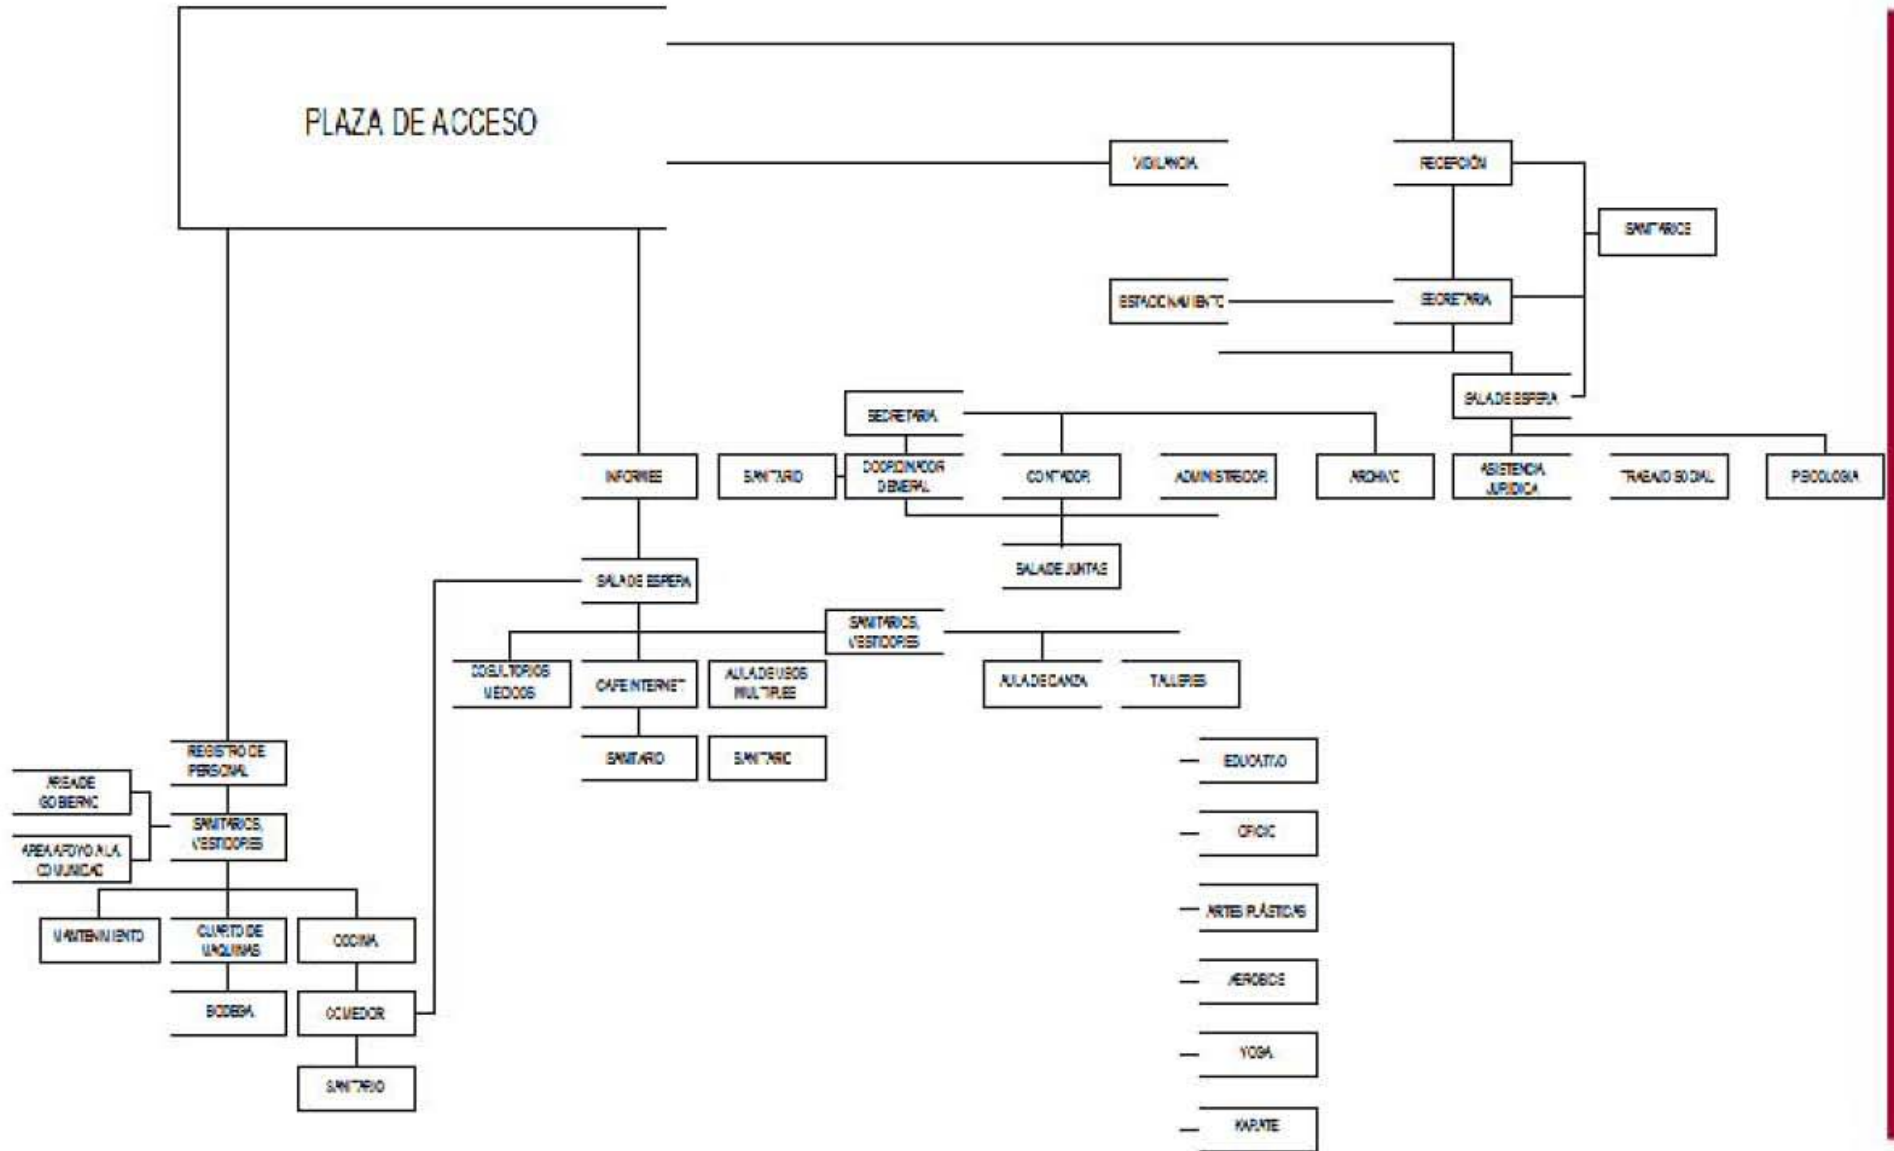 PLAZA DE ACCESO
VIGILANCIA
RECEPCIÓN
SANITARIOS
ESTACIONAMIENTO
SECRETARIA
SALA DE ESPERA
SECRETARIA
INFORMES
SANITARIO
COORDINADOR
GENERAL
CONTADOR
ADMINISTRADOR
ARCHIVO
ASISTENCIA
JURIDICA
TRABAJO SOCIAL
PSICOLOGIA
SALA DE JUNTAS
SALA DE ESPERA
SANITARIOS,
VESTIDORES
COSULTORIOS
MEDICOS
CAFE INTERNET
AULA DE USOS
MULTIPLES
AULA DE DANZA
TALLERES
SANITARIO
SANITARIO
REGISTRO DE
PERSONAL
AREA DE
GOBIERNO
SANITARIOS,
VESTIDORES
AREA APOYO A LA
COMUNIDAD
MANTENIMIENTO
CUARTO DE
MAQUINAS
COCINA
BODEGA
COMEDOR
SANITARIO
EDUCATIVO
OFICIO
ARTES PLÁSTICAS
AEROBICS
YOGA
KARATE